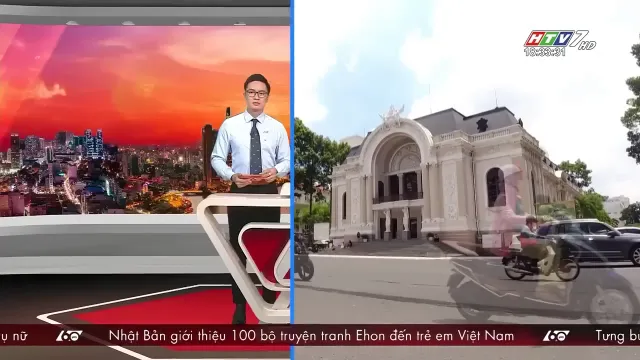 HTV7 HD
18:33:31
ụ nữ 60 Nhật Bản giới thiệu 100 bộ truyện tranh Ehon đến trẻ em Việt Nam 60 Tưng b